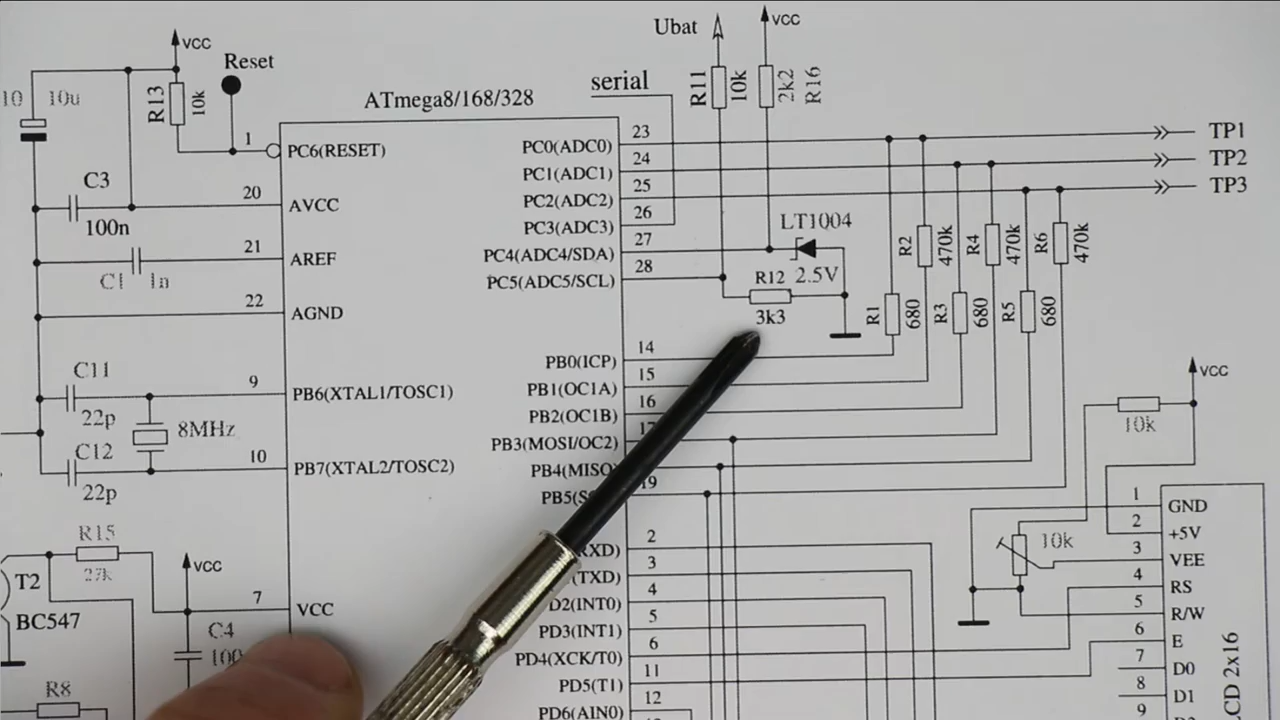 Ubat
VCC
VCC
Reset
10
10u
R13
10k
ATmega8/168/328
serial
R11
10k
2k2
R16
1
PC6(RESET)
PC0(ADC0)
23
TP1
PC1(ADC1)
24
TP2
PC2(ADC2)
25
TP3
PC3(ADC3)
26
C3
100n
20
AVCC
PC4(ADC4/SDA)
27
LT1004
2.5V
21
AREF
C1
1n
PC5(ADC5/SCL)
28
R12
3k3
R2
470k
R4
470k
R6
470k
R1
680
R3
680
R5
680
22
AGND
PB0(ICP)
14
PB1(OC1A)
15
PB2(OC1B)
16
PB3(MOSI/OC2)
17
PB4(MISO
PB5(S
19
C11
22p
9
PB6(XTAL1/TOSC1)
8MHz
C12
22p
10
PB7(XTAL2/TOSC2)
VCC
10k
R15
27k
VCC
T2
BC547
7
VCC
C4
100
R8
RXD)
2
(TXD)
3
D2(INT0)
4
PD3(INT1)
5
PD4(XCK/T0)
6
PD5(T1)
11
PD6(AIN0)
12
10k
1
GND
2
+5V
3
VEE
4
RS
5
R/W
6
E
7
D0
8
D1
9
CD 2x16